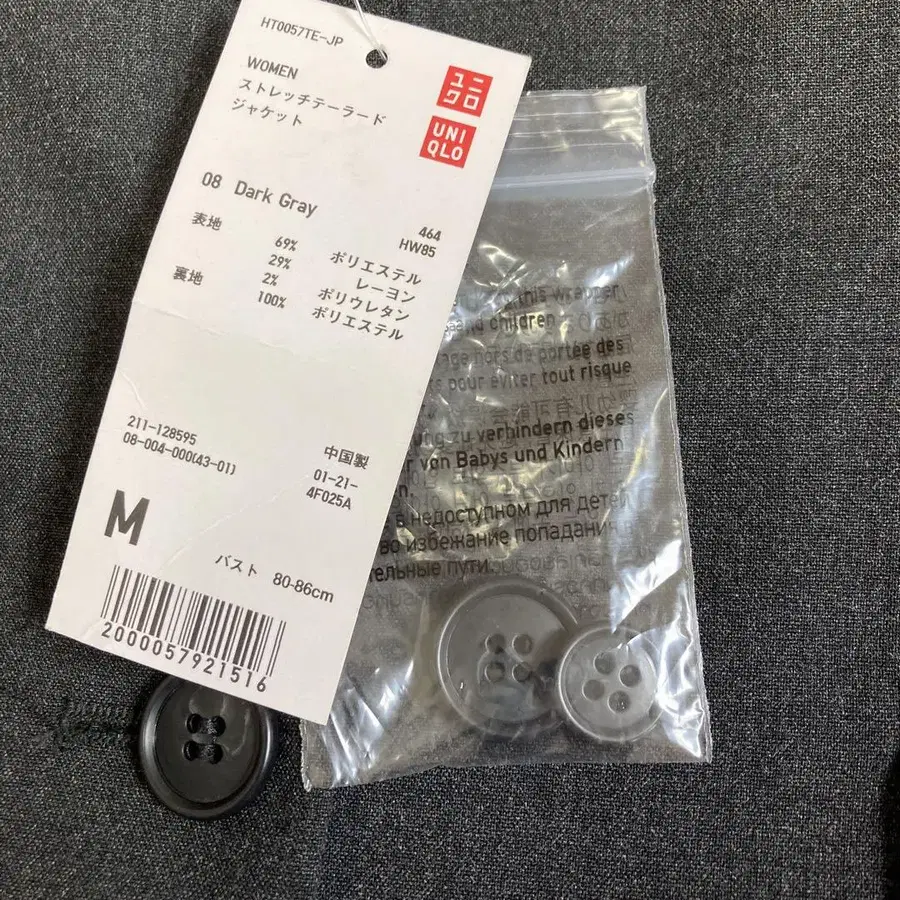 HT0057TE-JP
WOMEN
ストレッチテーラード
ジャケット
ユニ
クロ
UNI
QLO
08 Dark Gray
464
HW85
表地
69% ポリエステル
29% レーヨン
2% ポリウレタン
裏地 100% ポリエステル
211-128595
08-004-000(43-01)
中国製
01-21-
4F025A
M
バスト 80-86cm
2000057921516
this wrapper
and children
hors de portée des
pour éviter tout risque
zu verhindern dieses
von Babys und Kindern
в недоступном для
избежание попадания
пути.